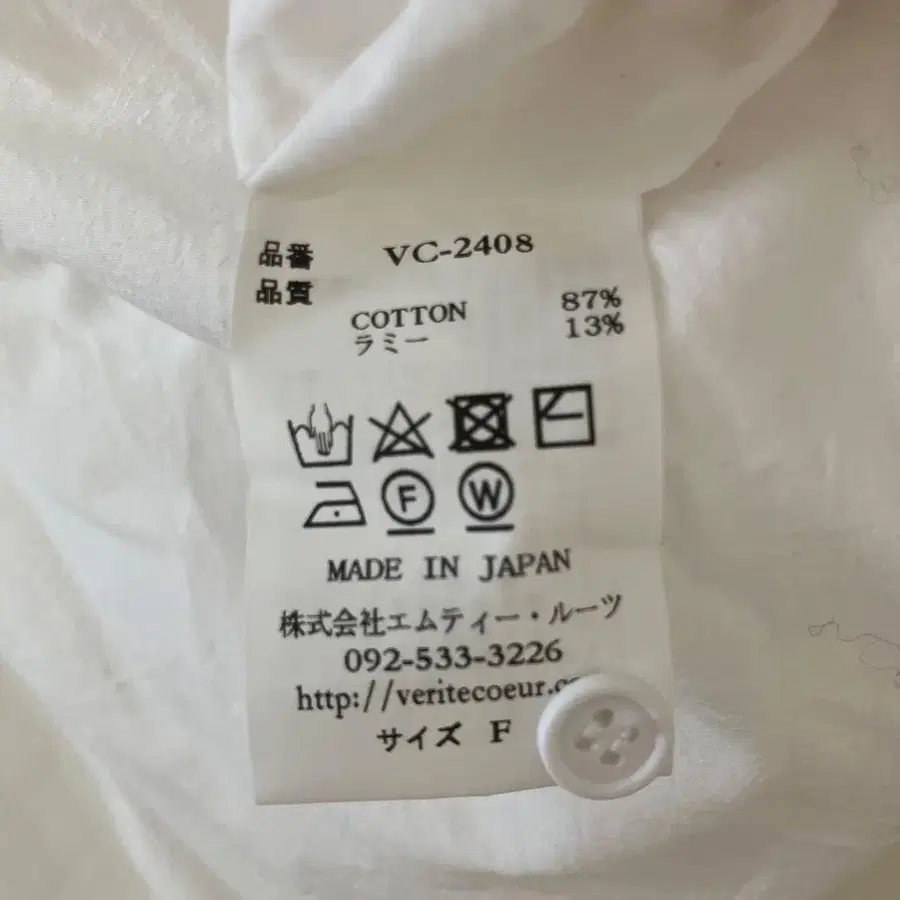 品番 VC-2408
品質
COTTON 87%
ラミー 13%
F W
MADE IN JAPAN
株式会社エムティー・ルーツ
092-533-3226
http://veritecoeur.c
サイズ F